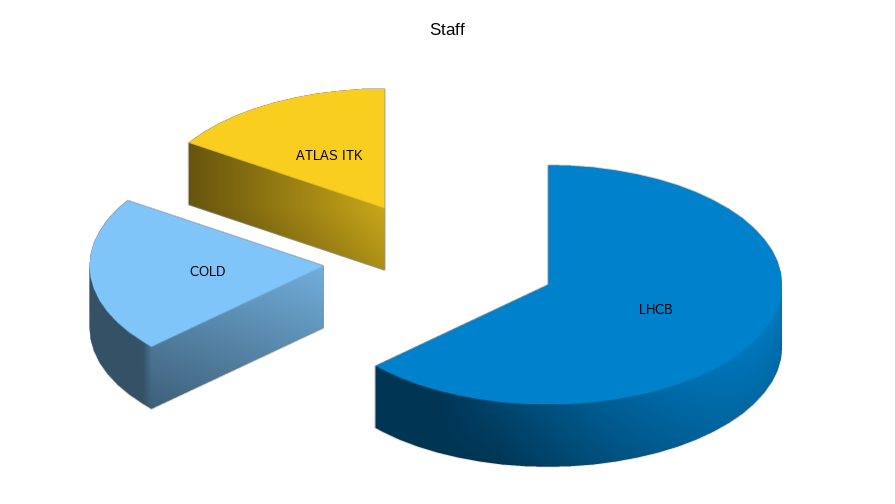 Staff
ATLAS ITK
COLD
LHCB